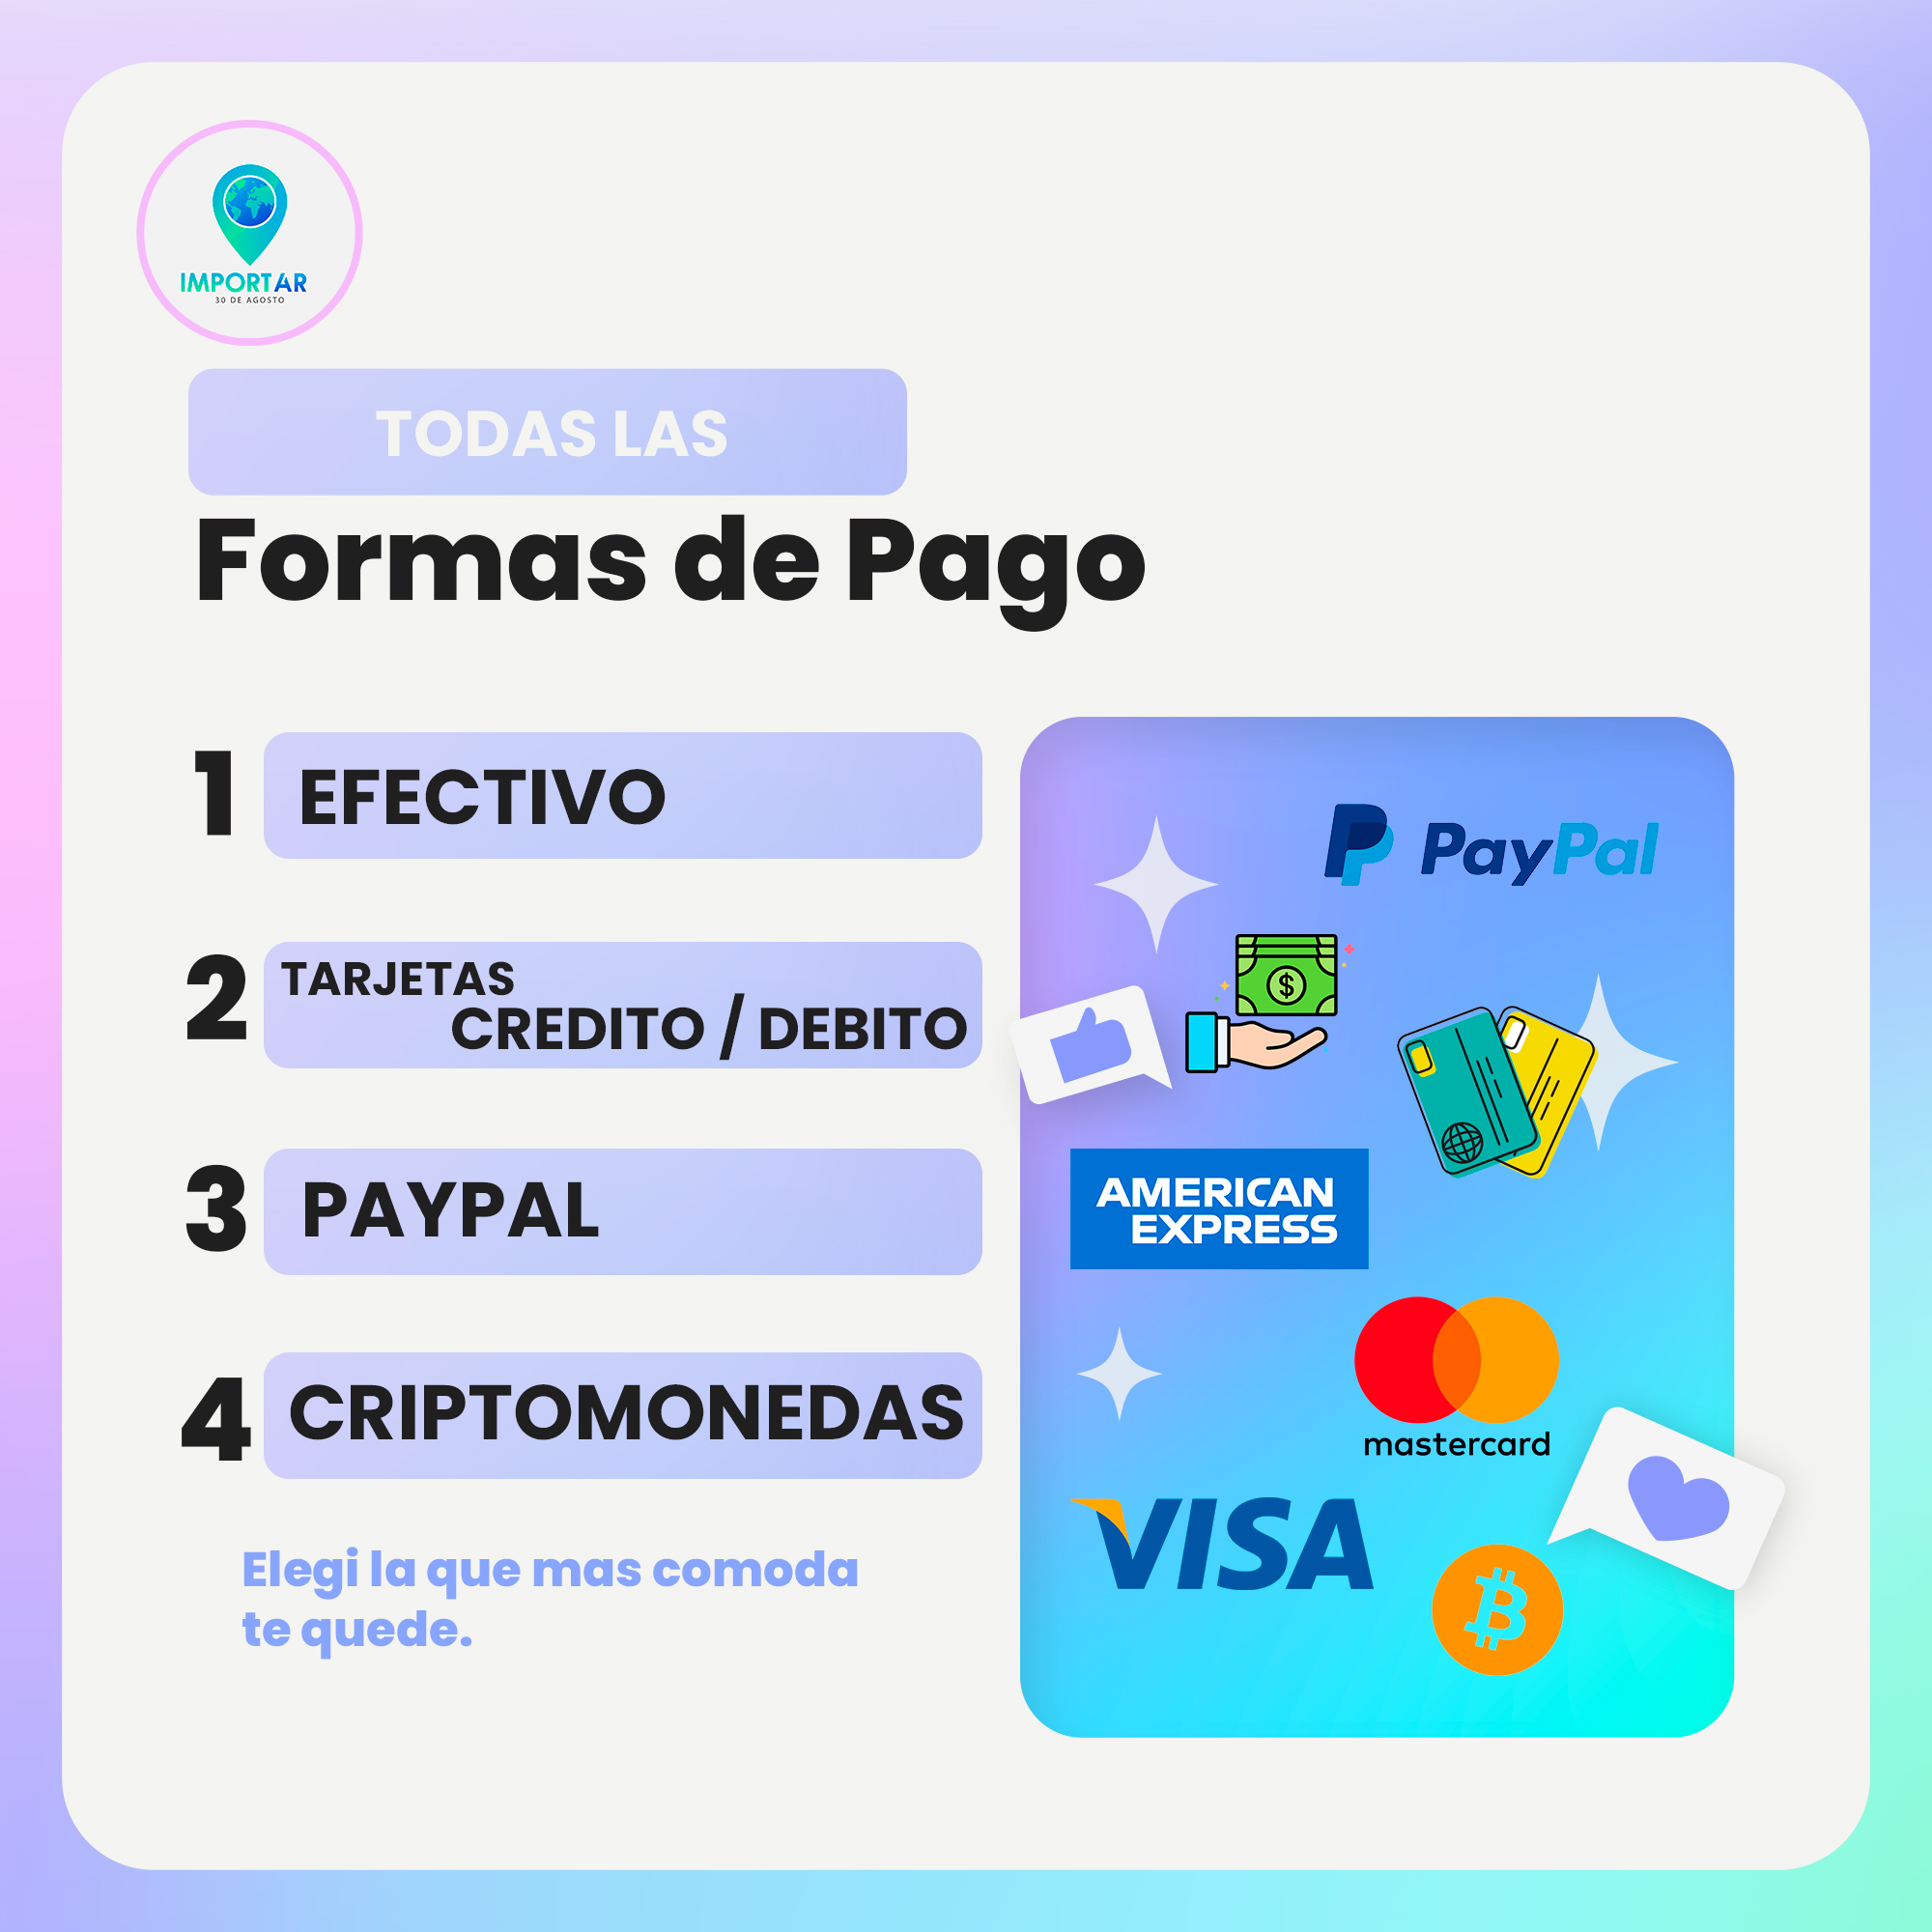 IMPORTAR
30 DE AGOSTO
TODAS LAS
Formas de Pago
1 EFECTIVO
2 TARJETAS
CREDITO / DEBITO
3 PAYPAL
4 CRIPTOMONEDAS
Elegi la que mas comoda
te quede.
PayPal
$
AMERICAN
EXPRESS
mastercard
VISA